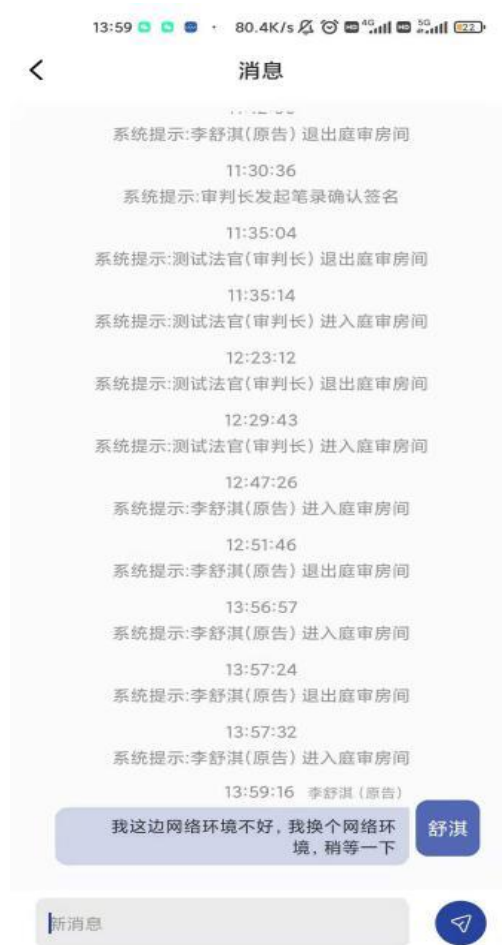 13:59 80.4K/s HD 4G HD 5G 22
消息
系统提示:李舒淇(原告) 退出庭审房间
11:30:36
系统提示:审判长发起笔录确认签名
11:35:04
系统提示:测试法官(审判长) 退出庭审房间
11:35:14
系统提示:测试法官(审判长) 进入庭审房间
12:23:12
系统提示:测试法官(审判长) 退出庭审房间
12:29:43
系统提示:测试法官(审判长) 进入庭审房间
12:47:26
系统提示:李舒淇(原告) 进入庭审房间
12:51:46
系统提示:李舒淇(原告) 退出庭审房间
13:56:57
系统提示:李舒淇(原告) 进入庭审房间
13:57:24
系统提示:李舒淇(原告) 退出庭审房间
13:57:32
系统提示:李舒淇(原告) 进入庭审房间
13:59:16 李舒淇(原告)
我这边网络环境不好,我换个网络环
境,稍等一下
舒淇
新消息